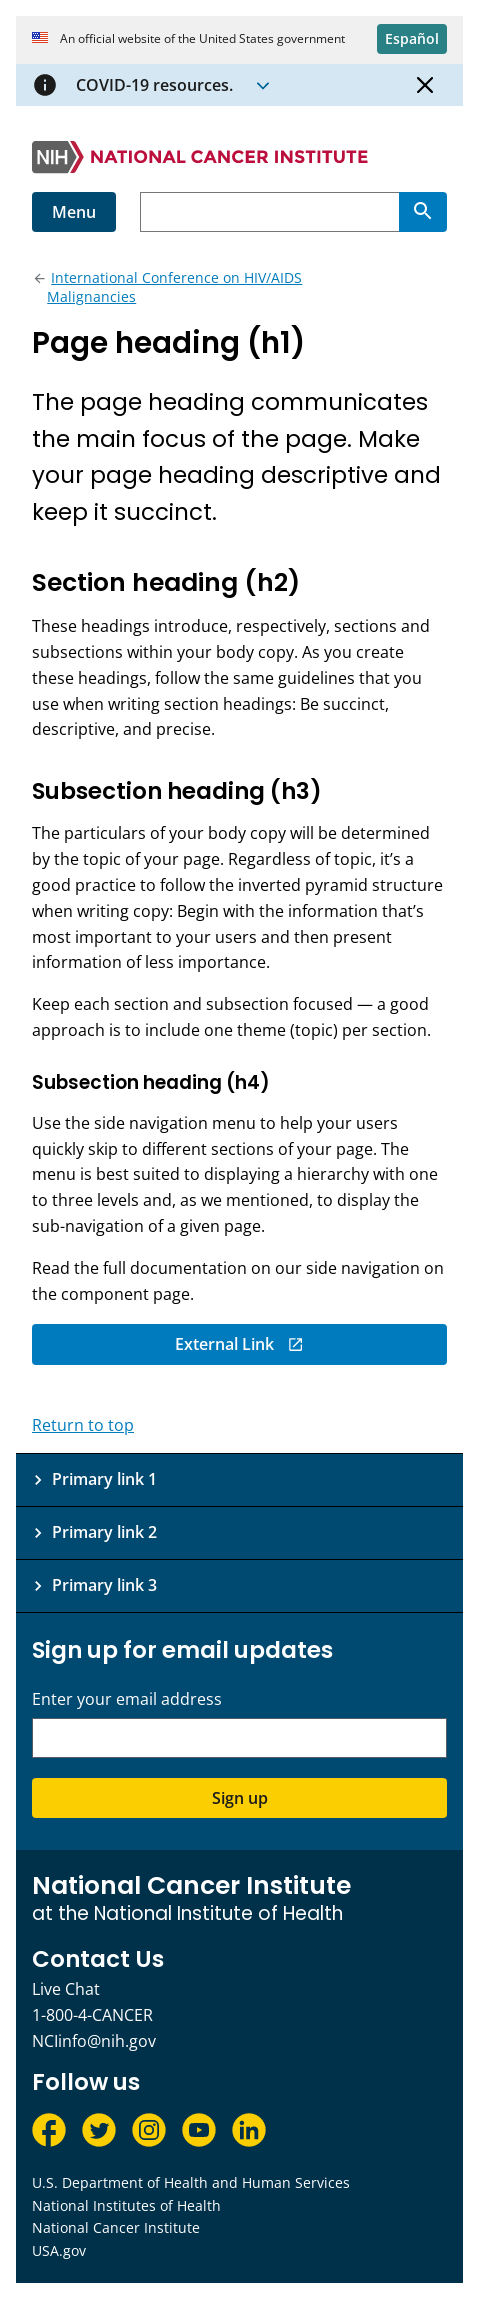 An official website of the United States government
Español
COVID-19 resources.
NIH NATIONAL CANCER INSTITUTE
Menu
International Conference on HIV/AIDS
Malignancies
Page heading (h1)
The page heading communicates
the main focus of the page. Make
your page heading descriptive and
keep it succinct.
Section heading (h2)
These headings introduce, respectively, sections and
subsections within your body copy. As you create
these headings, follow the same guidelines that you
use when writing section headings: Be succinct,
descriptive, and precise.
Subsection heading (h3)
The particulars of your body copy will be determined
by the topic of your page. Regardless of topic, it’s a
good practice to follow the inverted pyramid structure
when writing copy: Begin with the information that’s
most important to your users and then present
information of less importance.
Keep each section and subsection focused — a good
approach is to include one theme (topic) per section.
Subsection heading (h4)
Use the side navigation menu to help your users
quickly skip to different sections of your page. The
menu is best suited to displaying a hierarchy with one
to three levels and, as we mentioned, to display the
sub-navigation of a given page.
Read the full documentation on our side navigation on
the component page.
External Link
Return to top
Primary link 1
Primary link 2
Primary link 3
Sign up for email updates
Enter your email address
Sign up
National Cancer Institute
at the National Institute of Health
Contact Us
Live Chat
1-800-4-CANCER
NCIinfo@nih.gov
Follow us
U.S. Department of Health and Human Services
National Institutes of Health
National Cancer Institute
USA.gov